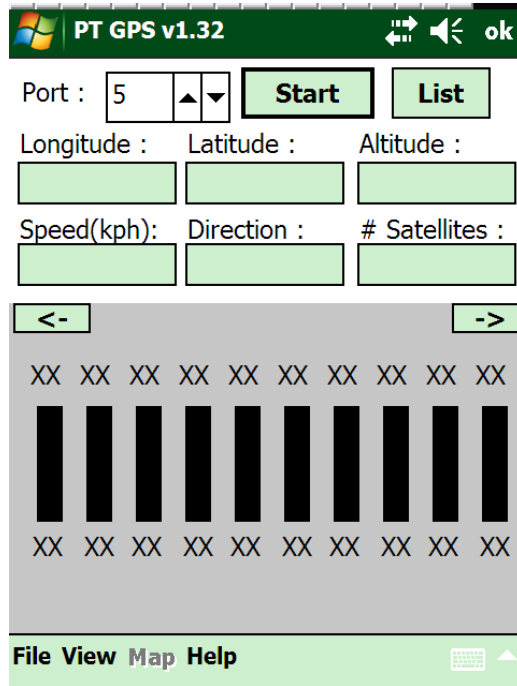 PT GPS v1.32 ok
Port : 5 Start List
Longitude : Latitude : Altitude :
Speed(kph): Direction : # Satellites :
<- ->
XX XX XX XX XX XX XX XX XX XX
XX XX XX XX XX XX XX XX XX XX
File View Map Help